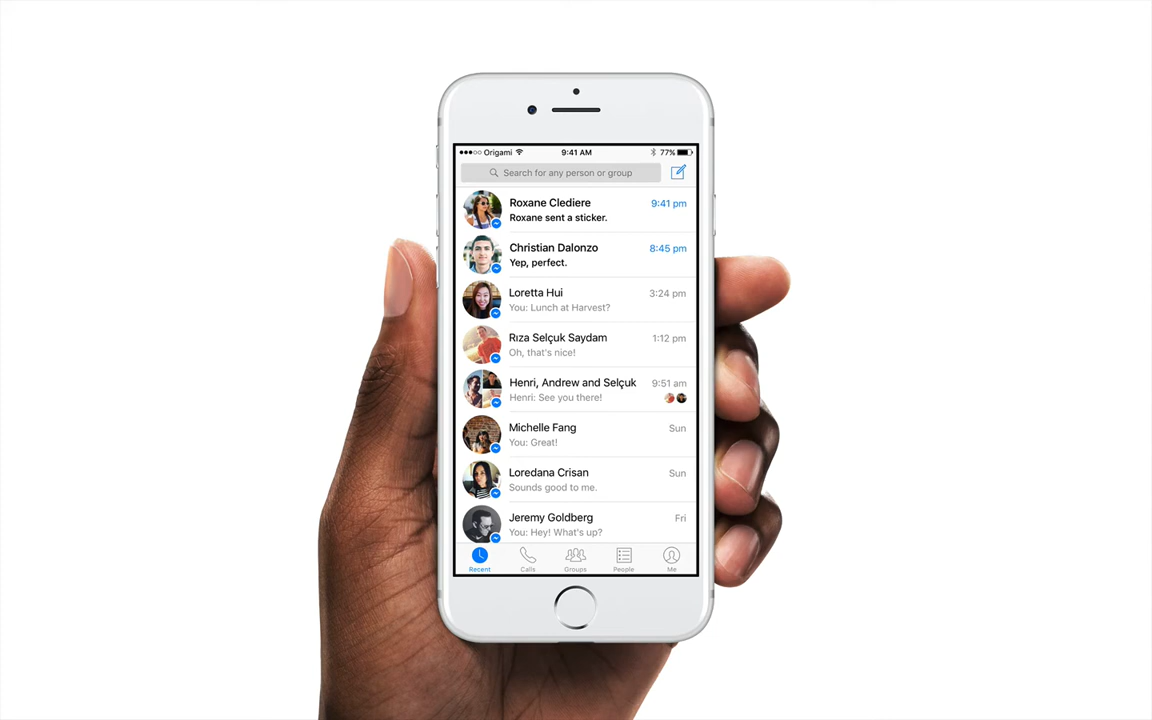 Origami 9:41 AM 77%
Search for any person or group
Roxane Clediere 9:41 pm
Roxane sent a sticker.
Christian Dalonzo 8:45 pm
Yep, perfect.
Loretta Hui 3:24 pm
You: Lunch at Harvest?
Rıza Selçuk Saydam 1:12 pm
Oh, that's nice!
Henri, Andrew and Selçuk 9:51 am
Henri: See you there!
Michelle Fang Sun
You: Great!
Loredana Crisan Sun
Sounds good to me.
Jeremy Goldberg Fri
You: Hey! What's up?
Recent Calls Groups People Me